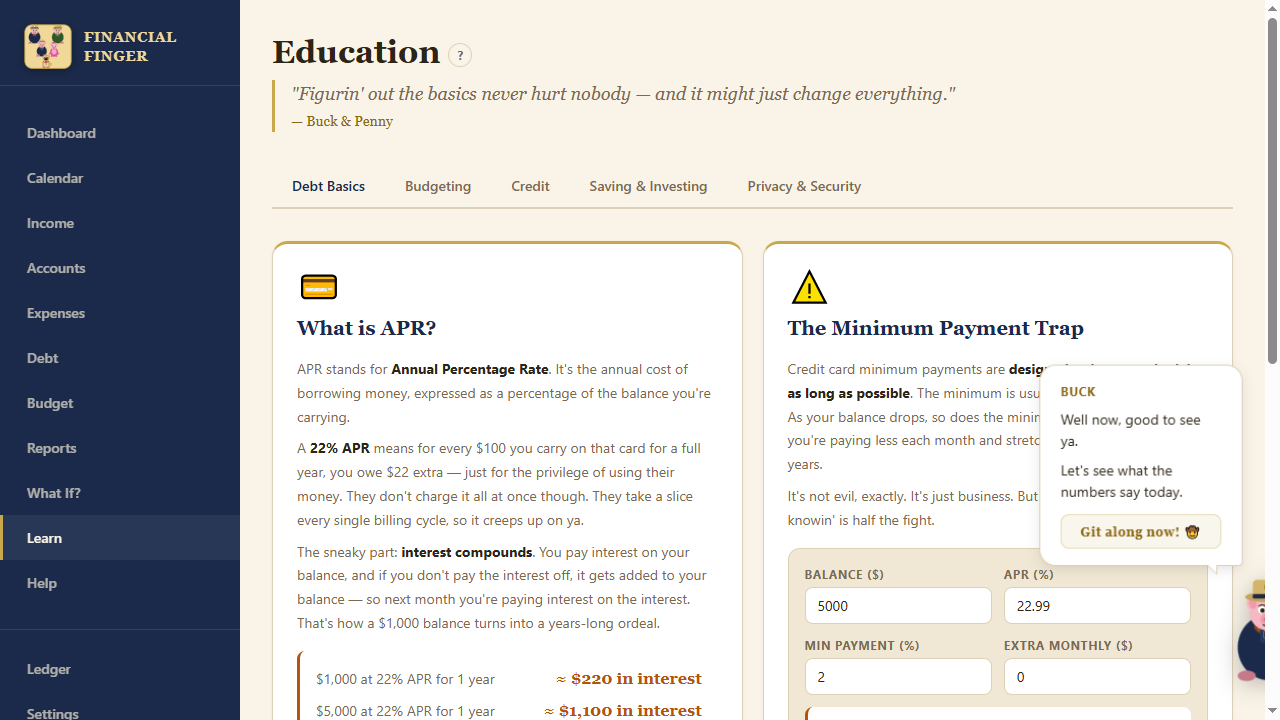 FINANCIAL
FINGER
Dashboard
Calendar
Income
Accounts
Expenses
Debt
Budget
Reports
What If?
Learn
Help
Ledger
Settings
Education ?
"Figurin' out the basics never hurt nobody — and it might just change everything."
— Buck & Penny
Debt Basics Budgeting Credit Saving & Investing Privacy & Security
What is APR?
APR stands for Annual Percentage Rate. It's the annual cost of
borrowing money, expressed as a percentage of the balance you're
carrying.
A 22% APR means for every $100 you carry on that card for a full
year, you owe $22 extra — just for the privilege of using their
money. They don't charge it all at once though. They take a slice
every single billing cycle, so it creeps up on ya.
The sneaky part: interest compounds. You pay interest on your
balance, and if you don't pay the interest off, it gets added to your
balance — so next month you're paying interest on the interest.
That's how a $1,000 balance turns into a years-long ordeal.
$1,000 at 22% APR for 1 year ≈ $220 in interest
$5,000 at 22% APR for 1 year ≈ $1,100 in interest
The Minimum Payment Trap
Credit card minimum payments are
as long as possible. The minimum is
As your balance drops, so does the
you're paying less each month and
years.
It's not evil, exactly. It's just business. But
knowin' is half the fight.
BALANCE ($) APR (%)
5000 22.99
MIN PAYMENT (%) EXTRA MONTHLY ($)
2 0
BUCK
Well now, good to see
ya.
Let's see what the
numbers say today.
Git along now!